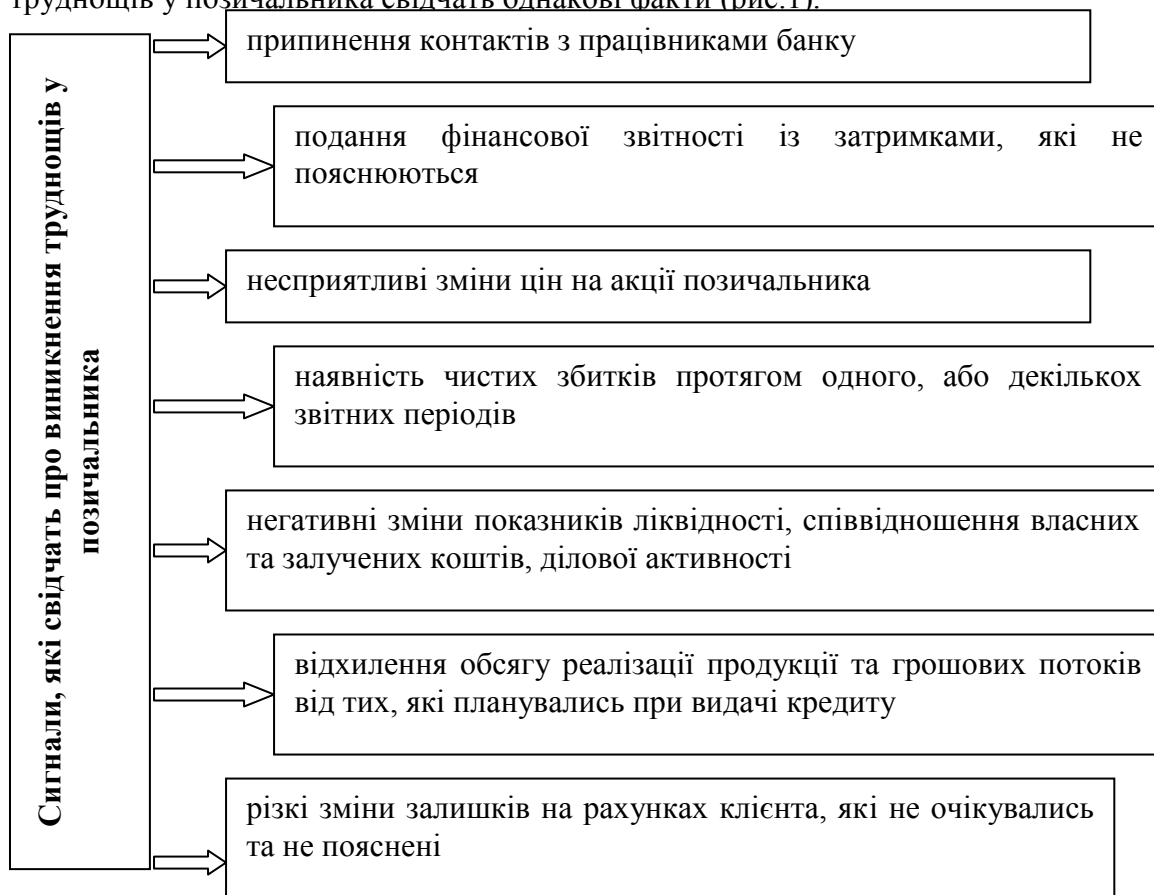 труднощів у позичальника свідчать однакові факти (рис.1).
Сигнали, які свідчать про виникнення труднощів у
позичальника
припинення контактів з працівниками банку
подання фінансової звітності із затримками, які не
пояснюються
несприятливі зміни цін на акції позичальника
наявність чистих збитків протягом одного, або декількох
звітних періодів
негативні зміни показників ліквідності, співвідношення власних
та залучених коштів, ділової активності
відхилення обсягу реалізації продукції та грошових потоків
від тих, які планувались при видачі кредиту
різкі зміни залишків на рахунках клієнта, які не очікувались
та не пояснені